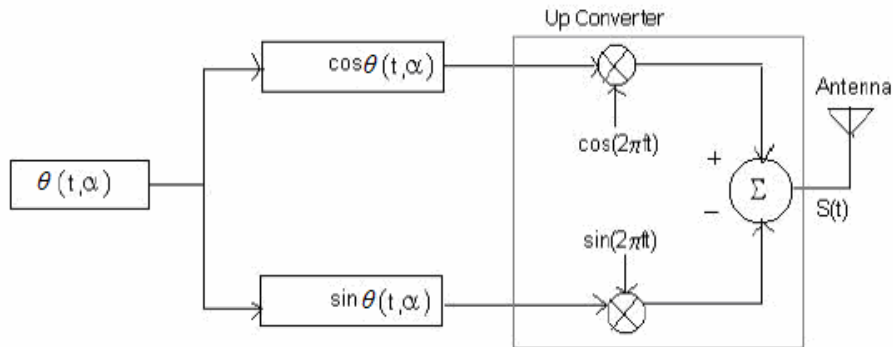 Up Converter
cosθ(t,α)
Antenna
cos(2πft)
+
θ(t,α)
Σ
−
S(t)
sin(2πft)
sinθ(t,α)